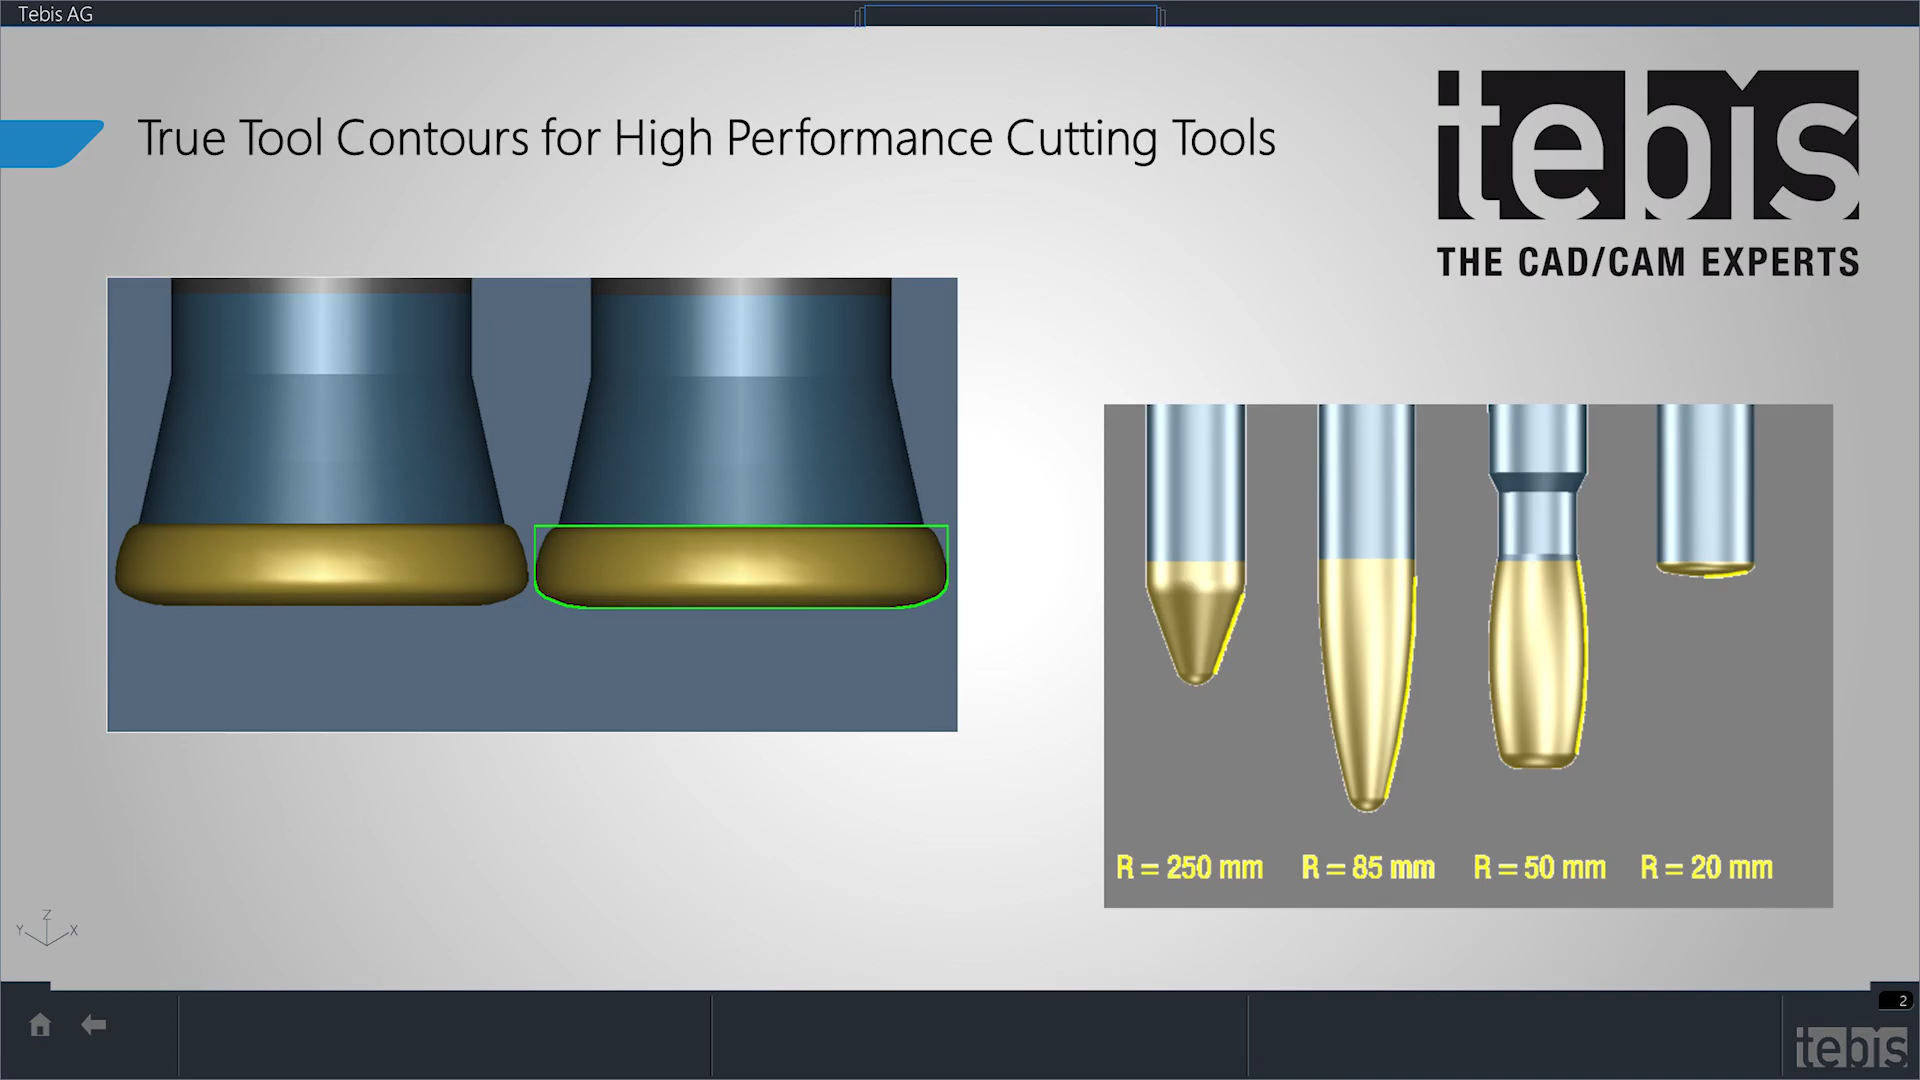 Tebis AG
True Tool Contours for High Performance Cutting Tools
tebis
THE CAD/CAM EXPERTS
R = 250 mm R = 85 mm R = 50 mm R = 20 mm
Z
Y X
2
tebis